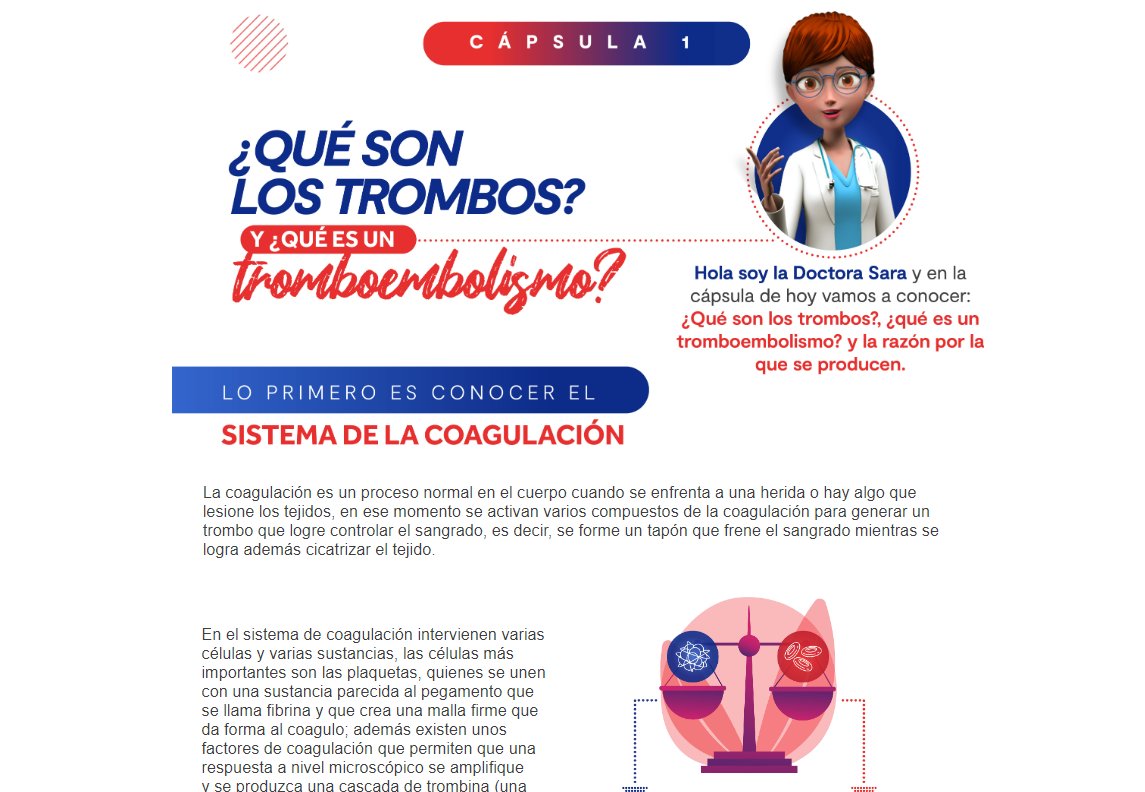 CÁPSULA 1
¿QUÉ SON
LOS TROMBOS?
Y ¿QUÉ ES UN
tromboembolismo?
Hola soy la Doctora Sara y en la
cápsula de hoy vamos a conocer:
¿Qué son los trombos?, ¿qué es un
tromboembolismo? y la razón por la
que se producen.
LO PRIMERO ES CONOCER EL
SISTEMA DE LA COAGULACIÓN
La coagulación es un proceso normal en el cuerpo cuando se enfrenta a una herida o hay algo que
lesione los tejidos, en ese momento se activan varios compuestos de la coagulación para generar un
trombo que logre controlar el sangrado, es decir, se forme un tapón que frene el sangrado mientras se
logra además cicatrizar el tejido.
En el sistema de coagulación intervienen varias
células y varias sustancias, las células más
importantes son las plaquetas, quienes se unen
con una sustancia parecida al pegamento que
se llama fibrina y que crea una malla firme que
da forma al coagulo; además existen unos
factores de coagulación que permiten que una
respuesta a nivel microscópico se amplifique
y se produzca una cascada de trombina (una